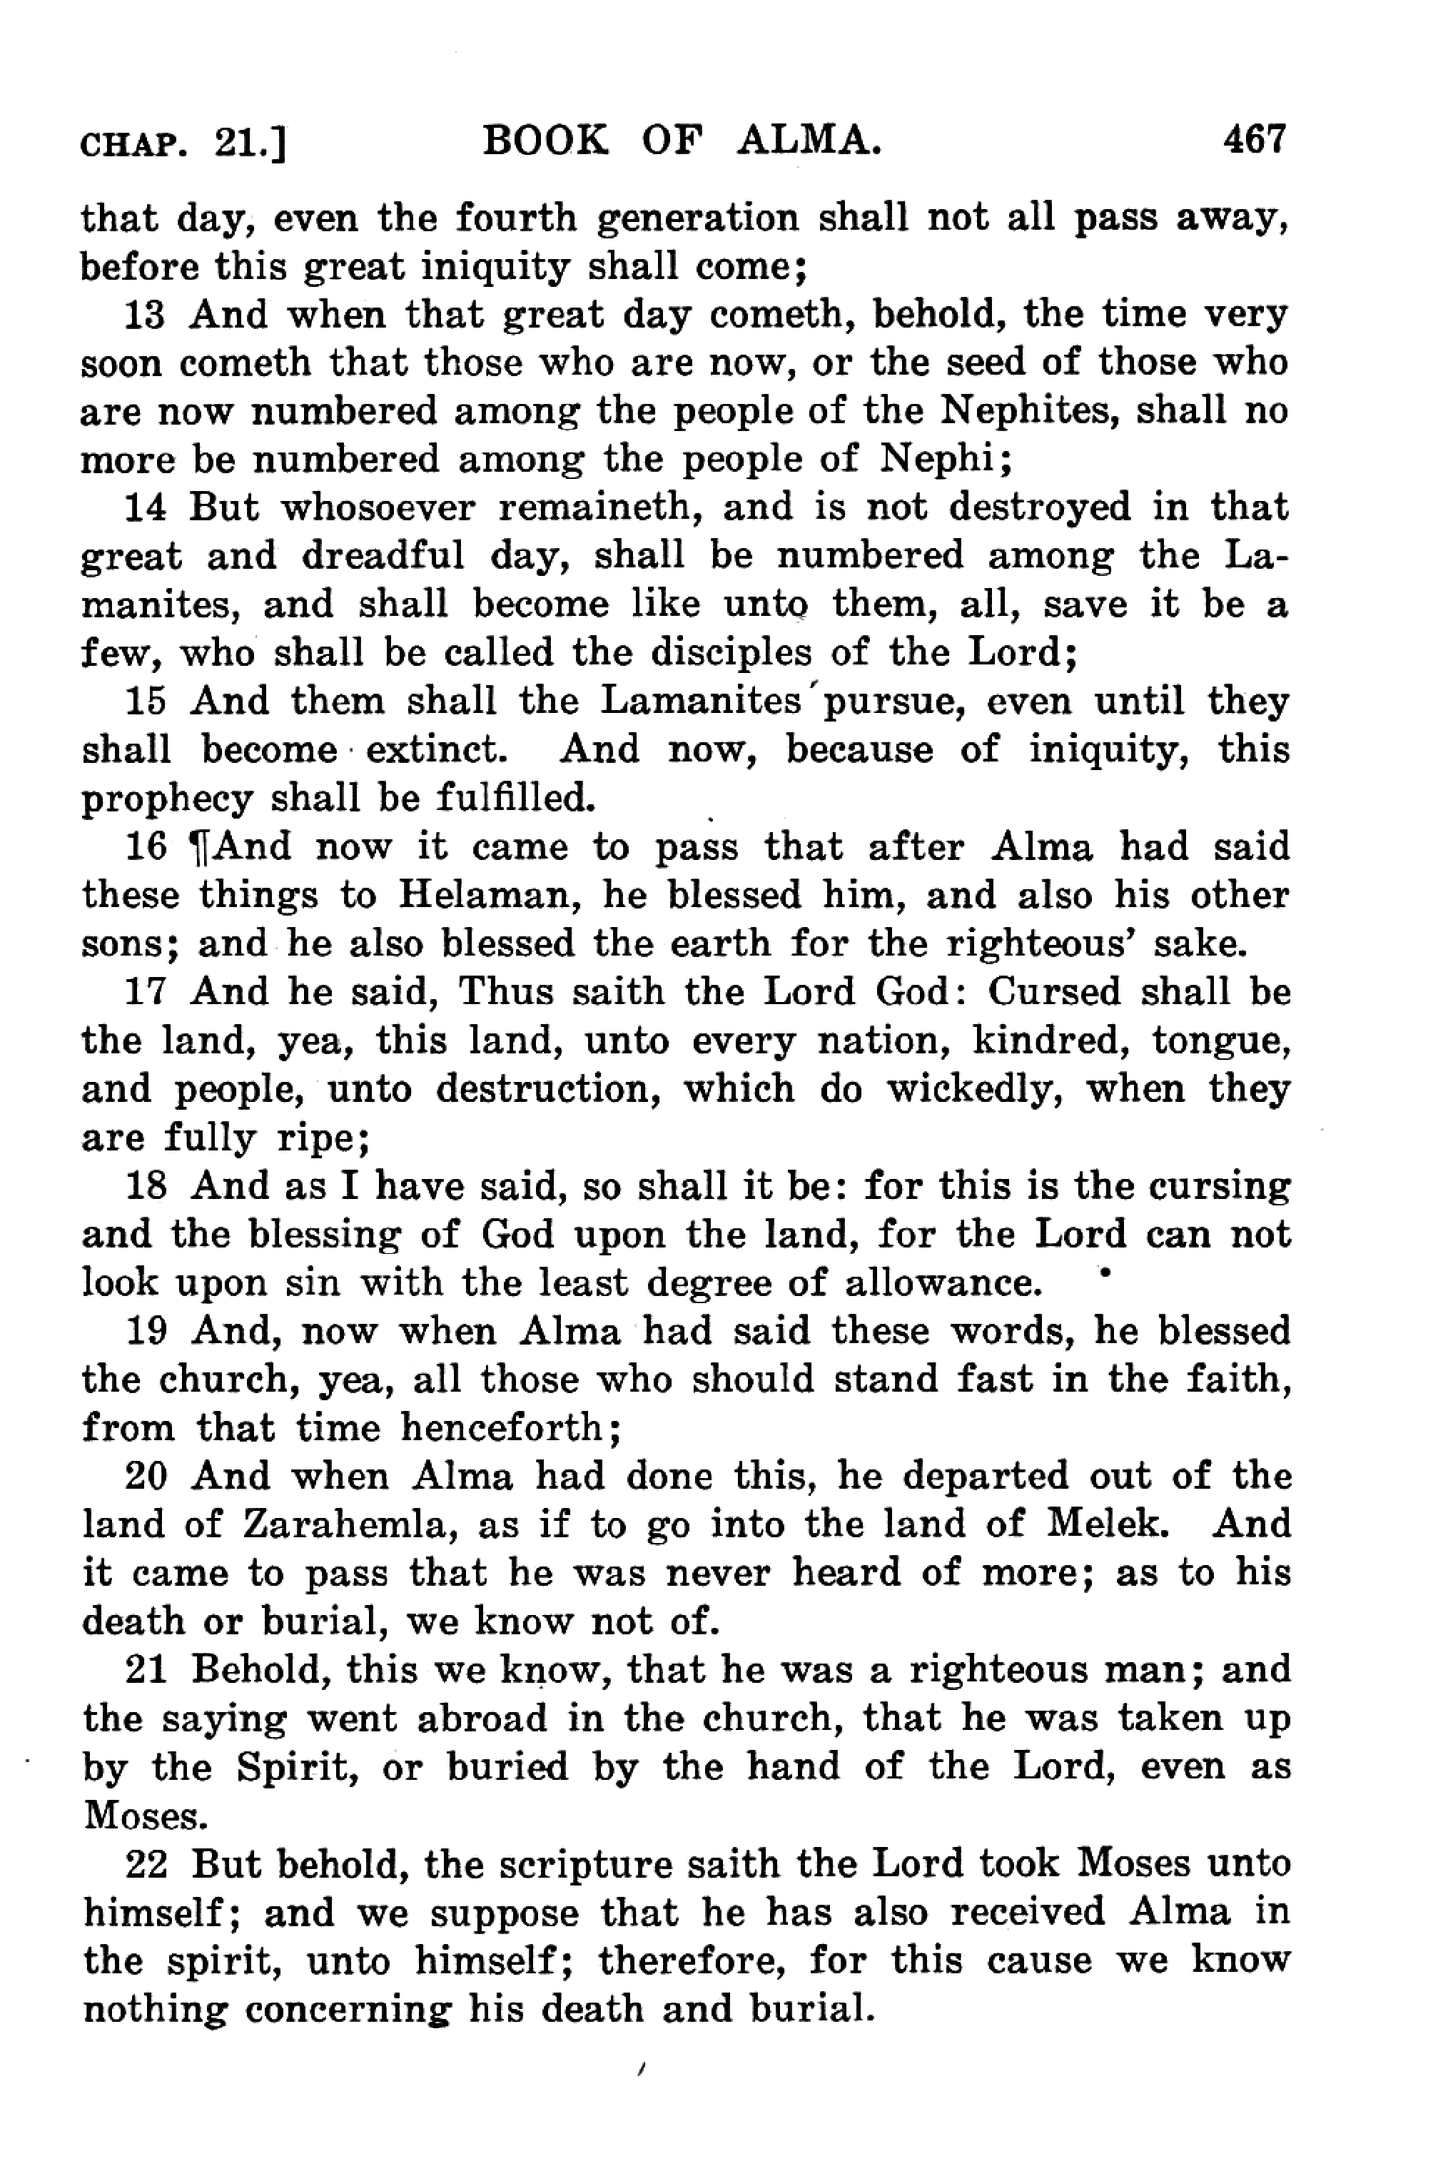 CHAP. 21.] BOOK OF ALMA. 467
that day, even the fourth generation shall not all pass away,
before this great iniquity shall come;
13 And when that great day cometh, behold, the time very
soon cometh that those who are now, or the seed of those who
are now numbered among the people of the Nephites, shall no
more be numbered among the people of Nephi;
14 But whosoever remaineth, and is not destroyed in that
great and dreadful day, shall be numbered among the La-
manites, and shall become like unto them, all, save it be a
few, who shall be called the disciples of the Lord;
15 And them shall the Lamanites pursue, even until they
shall become extinct. And now, because of iniquity, this
prophecy shall be fulfilled.
16 ¶And now it came to pass that after Alma had said
these things to Helaman, he blessed him, and also his other
sons; and he also blessed the earth for the righteous' sake.
17 And he said, Thus saith the Lord God: Cursed shall be
the land, yea, this land, unto every nation, kindred, tongue,
and people, unto destruction, which do wickedly, when they
are fully ripe;
18 And as I have said, so shall it be: for this is the cursing
and the blessing of God upon the land, for the Lord can not
look upon sin with the least degree of allowance.
19 And, now when Alma had said these words, he blessed
the church, yea, all those who should stand fast in the faith,
from that time henceforth;
20 And when Alma had done this, he departed out of the
land of Zarahemla, as if to go into the land of Melek. And
it came to pass that he was never heard of more; as to his
death or burial, we know not of.
21 Behold, this we know, that he was a righteous man; and
the saying went abroad in the church, that he was taken up
by the Spirit, or buried by the hand of the Lord, even as
Moses.
22 But behold, the scripture saith the Lord took Moses unto
himself; and we suppose that he has also received Alma in
the spirit, unto himself; therefore, for this cause we know
nothing concerning his death and burial.